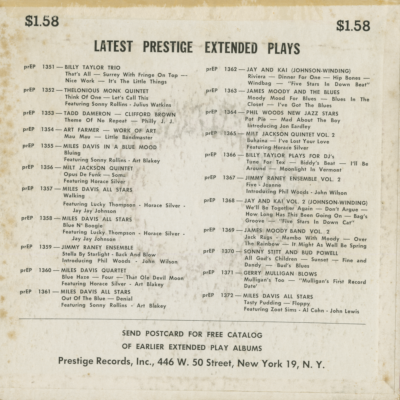 $1.58
$1.58
LATEST PRESTIGE EXTENDED PLAYS
prEP 1351—BILLY TAYLOR TRIO
That's All — Surrey With Fringe On Top —
Nice Work — It's The Little Things
prEP 1352—THELONIOUS MONK QUINTET
Think Of One — Let's Call This
Featuring Sonny Rollins - Julius Watkins
prEP 1353—TADD DAMERON — CLIFFORD BROWN
Theme Of No Repeat — Philly J. J.
prEP 1354—ART FARMER — WORK OF ART
Mau Mau — Little Bandmaster
prEP 1355—MILES DAVIS IN A BLUE MOOD
Bluing
Featuring Sonny Rollins - Art Blakey
prEP 1356—MILT JACKSON QUINTET
Opus De Funk — Sonnul
Featuring Horace Silver
prEP 1357—MILES DAVIS ALL STARS
Walking
Featuring Lucky Thompson - Horace Silver -
Jay Jay Johnson
prEP 1358—MILES DAVIS ALL STARS
Blue N' Boogie
Featuring Lucky Thompson - Horace Silver -
Jay Jay Johnson
prEP 1359—JIMMY RANEY ENSEMBLE
Stella By Starlight — Back And Blow
Introducing Phil Woods - John Wilson
prEP 1360—MILES DAVIS QUARTET
Blue Haze — Four — That Ole Devil Moon
Featuring Horace Silver - Art Blakey
prEP 1361—MILES DAVIS ALL STARS
Out Of The Blue — Denial
Featuring Sonny Rollins - Art Blakey
prEP 1362—JAY AND KAI (JOHNSON-WINDING)
Riviera — Dinner For One — Hip Bones —
Windbag — "Five Stars In Down Beat"
prEP 1363—JAMES MOODY AND THE BLUES
Moody Mood For Blues — Blues In The
Closet — I've Got The Blues
prEP 1364—PHIL WOODS NEW JAZZ STARS
Pot Pie — Mad About The Boy
Introducing Jon Eardley
prEP 1365—MILT JACKSON QUINTET VOL 2
Buhaina — I've Lost Your Love
Featuring Horace Silver
prEP 1366—BILLY TAYLOR PLAYS FOR DJ's
Tune For Tex — Biddy's Beat — I'll Be
Around — Moonlight In Vermont
prEP 1367—JIMMY RANEY ENSEMBLE, VOL. 2
Five - Joanne
Introducing Phil Woods - John Wilson
prEP 1368—JAY AND KAI VOL 2 (JOHNSON-WINDING)
We'll Be Together Again — Don't Argue —
How Long Has This Been Going On — Bag's
Groove — "Five Stars In Down Beat"
prEP 1369—JAMES MOODY BAND VOL. 2
Jack Raggs — Mambo With Moody — Over
The Rainbow — It Might As Well Be Spring
prEP 1370—SONNY STITT AND BUD POWELL
All God's Children — Sunset — Fine and
Dandy — Bud's Blues
prEP 1371—GERRY MULLIGAN BLOWS
Mulligan's Too — "Mulligan's First Record
Date"
prEP 1372—MILES DAVIS ALL STARS
Tasty Pudding — Floppy
Featuring Zoot Sims - Al Cohn - John Lewis
SEND POSTCARD FOR FREE CATALOG
OF EARLIER EXTENDED PLAY ALBUMS
Prestige Records, Inc., 446 W. 50 Street, New York 19, N. Y.